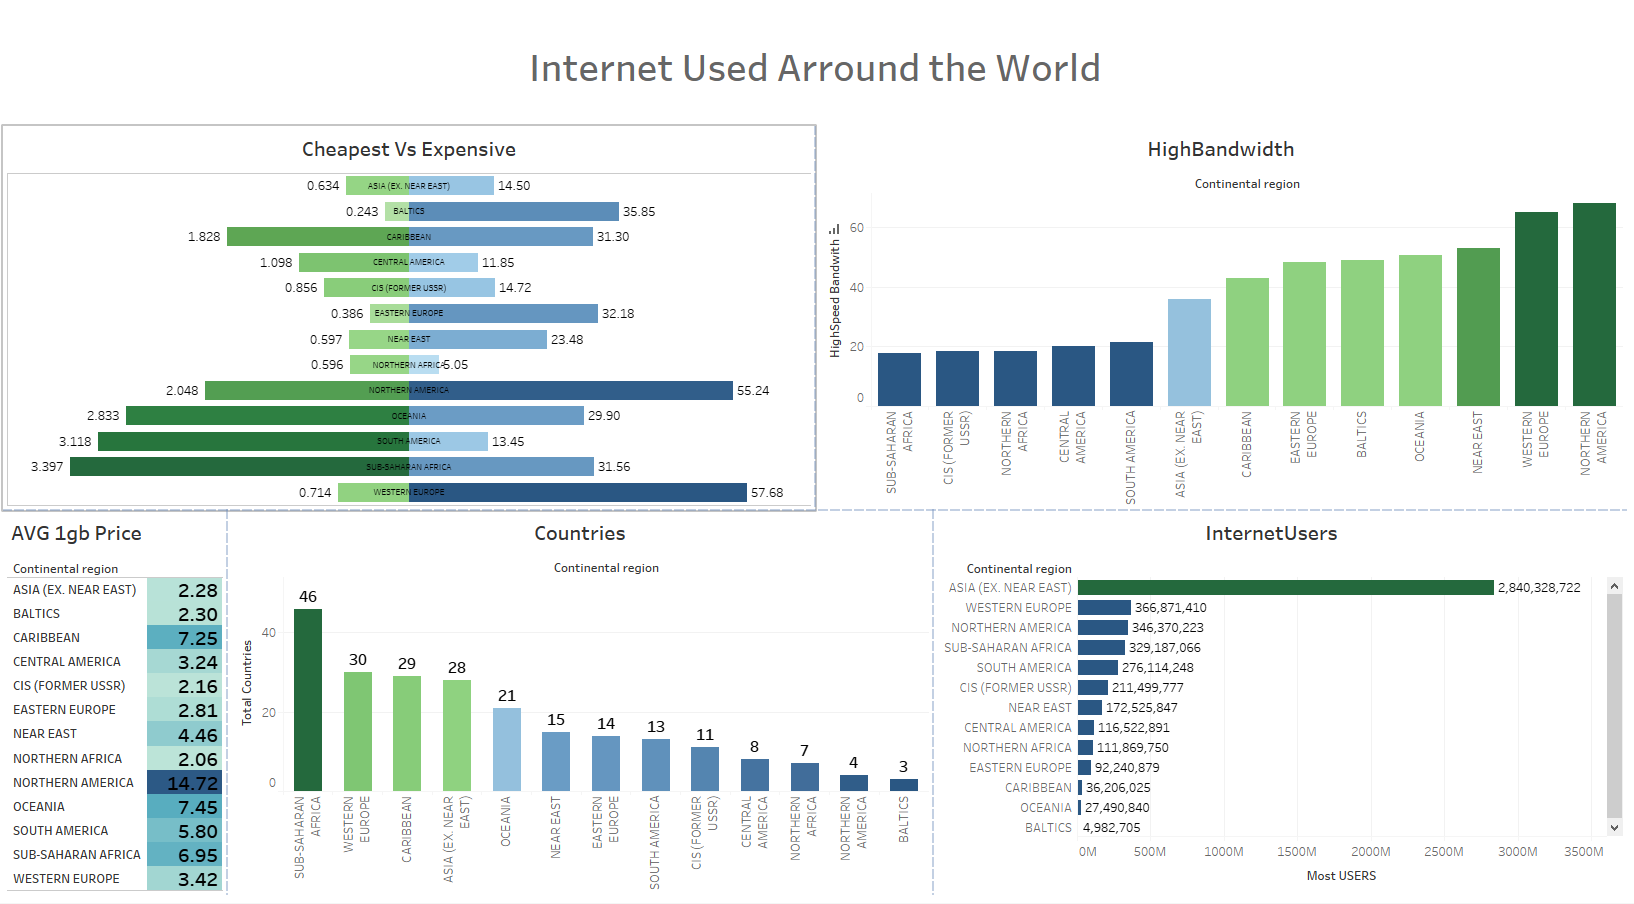 Internet Used Arround the World
Cheapest Vs Expensive
0.634 ASIA (EX. NEAR EAST) 14.50
0.243 BALTICS 35.85
1.828 CARIBBEAN 31.30
1.098 CENTRAL AMERICA 11.85
0.856 CIS (FORMER USSR) 14.72
0.386 EASTERN EUROPE 32.18
0.597 NEAR EAST 23.48
0.596 NORTHERN AFRIC 5.05
2.048 NORTHERN AMERICA 55.24
2.833 OCEANIA 29.90
3.118 SOUTH AMERICA 13.45
3.397 SUB-SAHARAN AFRICA 31.56
0.714 WESTERN EUROPE 57.68
HighBandwidth
Continental region
HighSpeed Bandwith
60
40
20
0
SUB-SAHARAN
AFRICA
CIS (FORMER
USSR)
NORTHERN
AFRICA
CENTRAL
AMERICA
SOUTH AMERICA
ASIA (EX. NEAR
EAST)
CARIBBEAN
EASTERN
EUROPE
BALTICS
OCEANIA
NEAR EAST
WESTERN
EUROPE
NORTHERN
AMERICA
AVG 1gb Price
Continental region
ASIA (EX. NEAR EAST) 2.28
BALTICS 2.30
CARIBBEAN 7.25
CENTRAL AMERICA 3.24
CIS (FORMER USSR) 2.16
EASTERN EUROPE 2.81
NEAR EAST 4.46
NORTHERN AFRICA 2.06
NORTHERN AMERICA 14.72
OCEANIA 7.45
SOUTH AMERICA 5.80
SUB-SAHARAN AFRICA 6.95
WESTERN EUROPE 3.42
Countries
Continental region
Total Countries
40
20
0
46
30
29
28
21
15
14
13
11
8
7
4
3
SUB-SAHARAN
AFRICA
WESTERN
EUROPE
CARIBBEAN
ASIA (EX. NEAR
EAST)
OCEANIA
NEAR EAST
EASTERN
EUROPE
SOUTH AMERICA
CIS (FORMER
USSR)
CENTRAL
AMERICA
NORTHERN
AFRICA
NORTHERN
AMERICA
BALTICS
InternetUsers
Continental region
ASIA (EX. NEAR EAST) 2,840,328,722
WESTERN EUROPE 366,871,410
NORTHERN AMERICA 346,370,223
SUB-SAHARAN AFRICA 329,187,066
SOUTH AMERICA 276,114,248
CIS (FORMER USSR) 211,499,777
NEAR EAST 172,525,847
CENTRAL AMERICA 116,522,891
NORTHERN AFRICA 111,869,750
EASTERN EUROPE 92,240,879
CARIBBEAN 36,206,025
OCEANIA 27,490,840
BALTICS 4,982,705
0M 500M 1000M 1500M 2000M 2500M 3000M 3500M
Most USERS